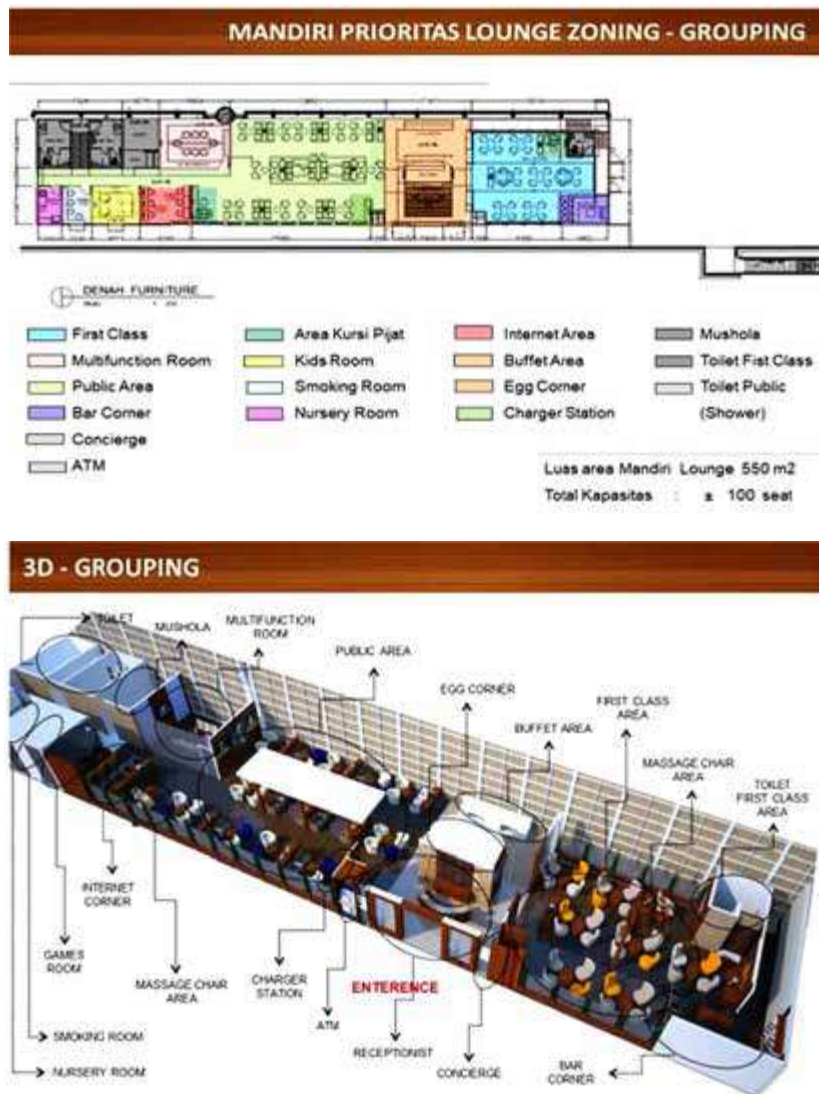 MANDIRI PRIORITAS LOUNGE ZONING - GROUPING
DENAH FURNITURE
First Class
Multifunction Room
Public Area
Bar Corner
Concierge
ATM
Area Kursi Pijat
Kids Room
Smoking Room
Nursery Room
Internet Area
Buffet Area
Egg Corner
Charger Station
Mushola
Toilet Fist Class
Toilet Public
(Shower)
Luas area Mandiri Lounge 550 m2
Total Kapasitas : ± 100 seat
3D - GROUPING
TOILET
MUSHOLA
MULTIFUNCTION
ROOM
PUBLIC AREA
EGG CORNER
BUFFET AREA
FIRST CLASS
AREA
MASSAGE CHAIR
AREA
TOILET
FIRST CLASS
AREA
INTERNET
CORNER
GAMES
ROOM
MASSAGE CHAIR
AREA
CHARGER
STATION
ATM
ENTERENCE
RECEPTIONIST
CONCIERGE
BAR
CORNER
SMOKING ROOM
NURSERY ROOM